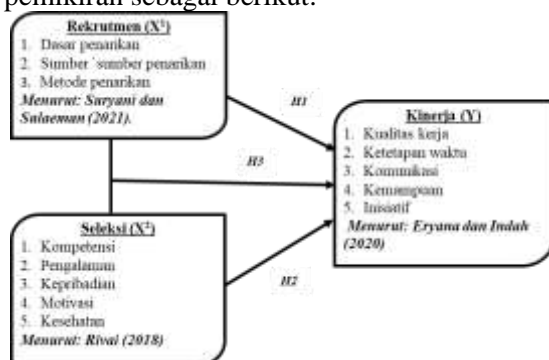 pemikiran sebagai berikut:
Rekrutmen (X¹)
1. Dasar penarikan
2. Sumber `sumber penarikan
3. Metode penarikan
Menurut: Suryani dan
Sulaeman (2021).
H1
Kinerja (Y)
1. Kualitas kerja
2. Ketetapan waktu
3. Komunikasi
4. Kemampuan
5. Inisiatif
Menurut: Eryana dan Indah
(2020)
H3
Seleksi (X²)
1. Kompetensi
2. Pengalaman
3. Kepribadian
4. Motivasi
5. Kesehatan
Menurut: Rivai (2018)
H2